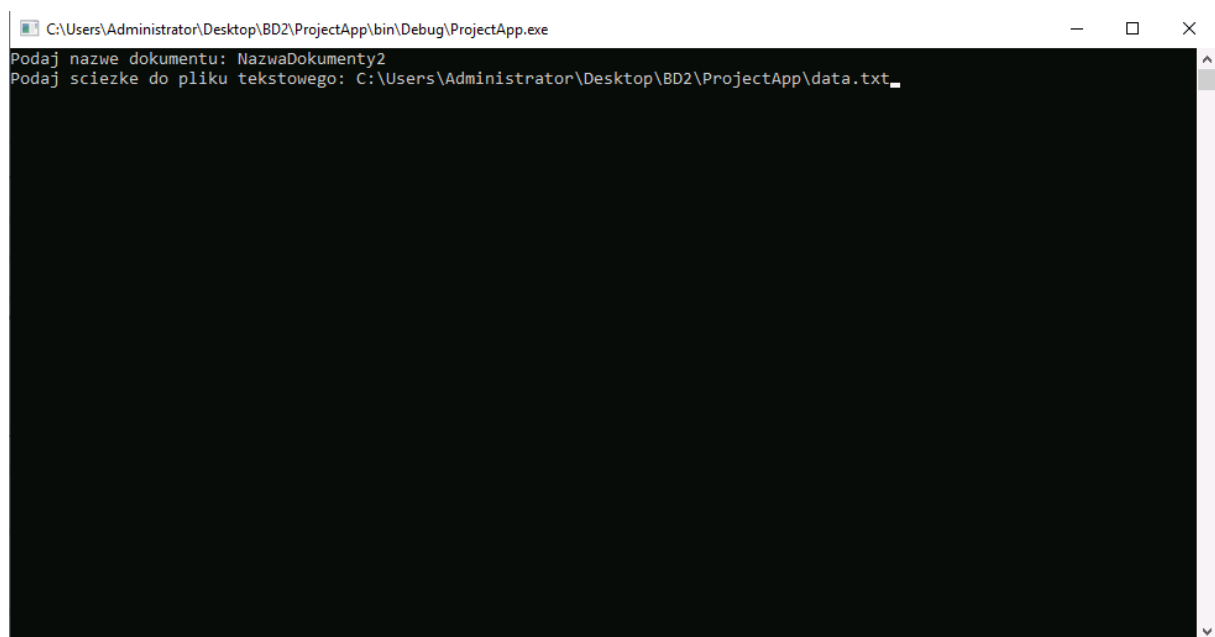 C:\Users\Administrator\Desktop\BD2\ProjectApp\bin\Debug\ProjectApp.exe
Podaj nazwe dokumentu: NazwaDokumenty2
Podaj sciezke do pliku tekstowego: C:\Users\Administrator\Desktop\BD2\ProjectApp\data.txt